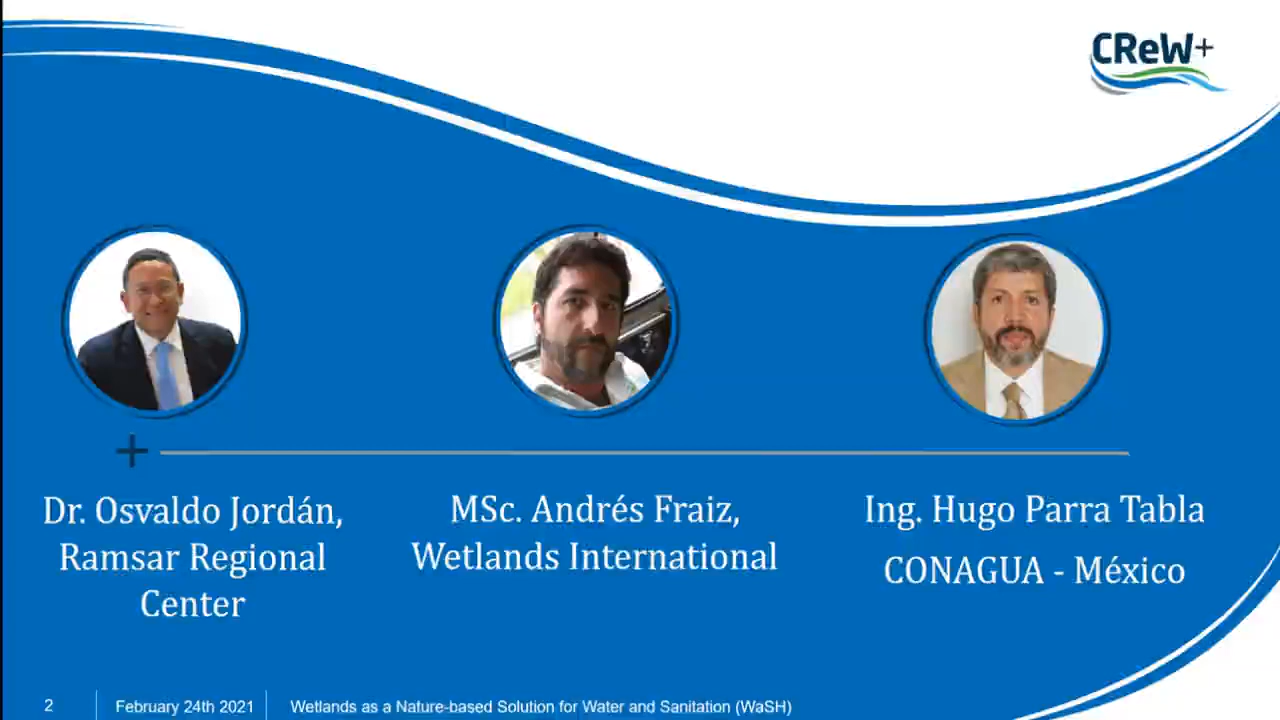 CReW+
Dr. Osvaldo Jordán,
Ramsar Regional
Center
MSc. Andrés Fraiz,
Wetlands International
Ing. Hugo Parra Tabla
CONAGUA - México
2
February 24th 2021
Wetlands as a Nature-based Solution for Water and Sanitation (WaSH)